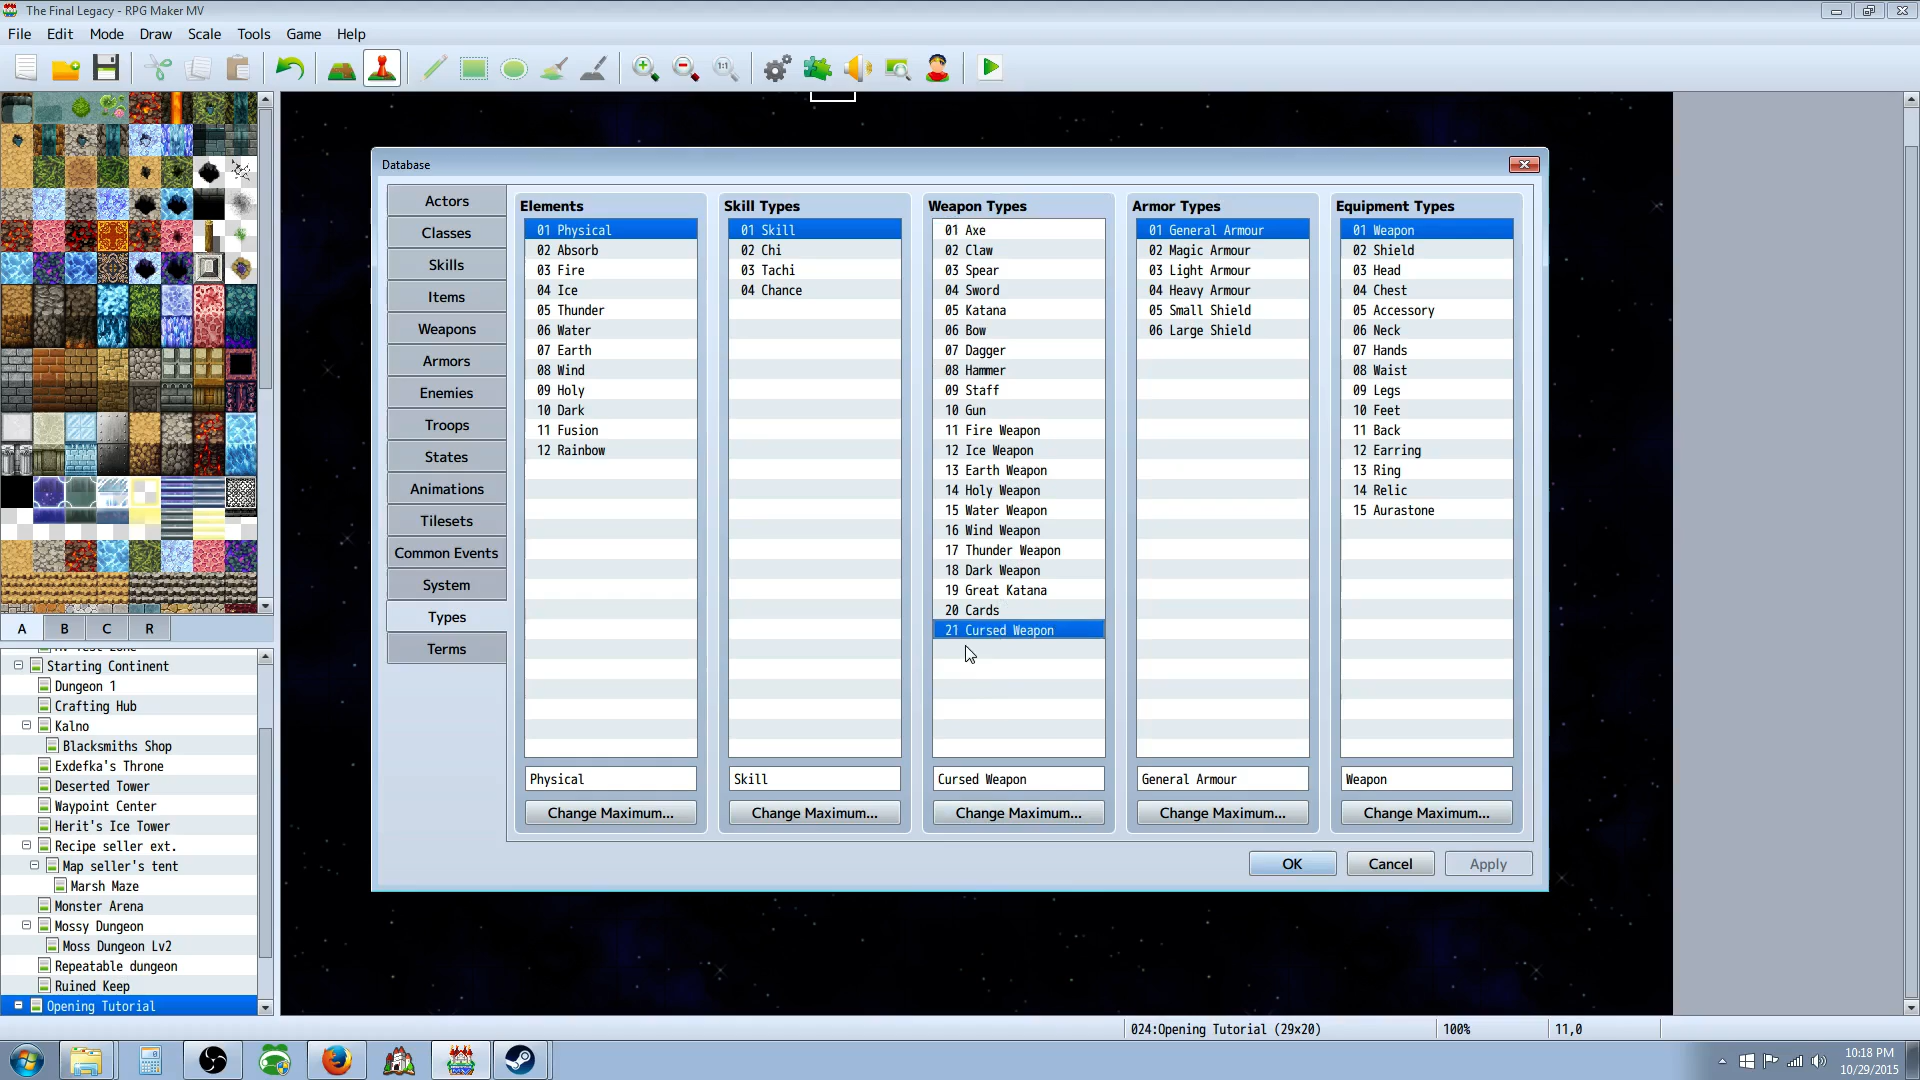 The Final Legacy - RPG Maker MV
File Edit Mode Draw Scale Tools Game Help
1:1
Database
Actors
Classes
Skills
Items
Weapons
Armors
Enemies
Troops
States
Animations
Tilesets
Common Events
System
Types
Terms
Elements
01 Physical
02 Absorb
03 Fire
04 Ice
05 Thunder
06 Water
07 Earth
08 Wind
09 Holy
10 Dark
11 Fusion
12 Rainbow
Physical
Change Maximum...
Skill Types
01 Skill
02 Chi
03 Tachi
04 Chance
Skill
Change Maximum...
Weapon Types
01 Axe
02 Claw
03 Spear
04 Sword
05 Katana
06 Bow
07 Dagger
08 Hammer
09 Staff
10 Gun
11 Fire Weapon
12 Ice Weapon
13 Earth Weapon
14 Holy Weapon
15 Water Weapon
16 Wind Weapon
17 Thunder Weapon
18 Dark Weapon
19 Great Katana
20 Cards
21 Cursed Weapon
Cursed Weapon
Change Maximum...
Armor Types
01 General Armour
02 Magic Armour
03 Light Armour
04 Heavy Armour
05 Small Shield
06 Large Shield
General Armour
Change Maximum...
Equipment Types
01 Weapon
02 Shield
03 Head
04 Chest
05 Accessory
06 Neck
07 Hands
08 Waist
09 Legs
10 Feet
11 Back
12 Earring
13 Ring
14 Relic
15 Aurastone
Weapon
Change Maximum...
OK Cancel Apply
A B C R
Starting Continent
Dungeon 1
Crafting Hub
Kalno
Blacksmiths Shop
Exdefka's Throne
Deserted Tower
Waypoint Center
Herit's Ice Tower
Recipe seller ext.
Map seller's tent
Marsh Maze
Monster Arena
Mossy Dungeon
Moss Dungeon Lv2
Repeatable dungeon
Ruined Keep
Opening Tutorial
024:Opening Tutorial (29x20) 100% 11,0
10:18 PM
10/29/2015